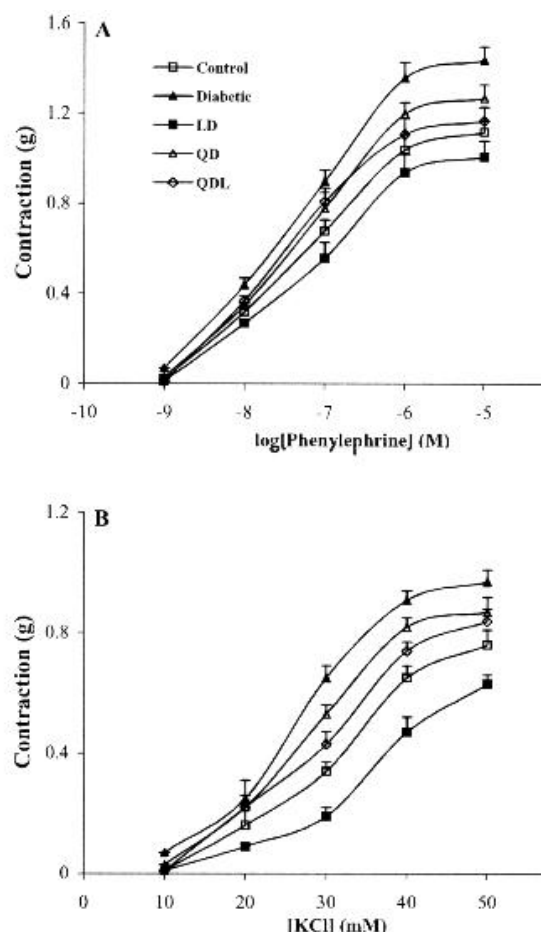 A
1.6
1.2
0.8
0.4
0
Contraction (g)
Control
Diabetic
LD
QD
QDL
-10 -9 -8 -7 -6 -5
log[Phenylephrine] (M)
B
1.2
0.8
0.4
0
Contraction (g)
0 10 20 30 40 50
[KCl] (mM)